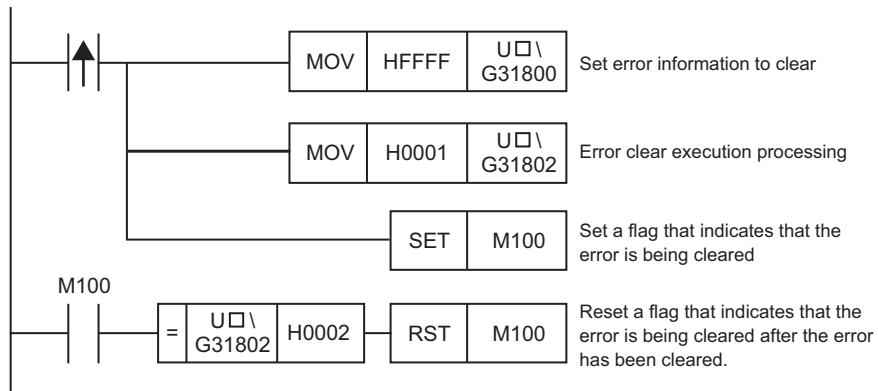 MOV HFFFF U□\
G31800
Set error information to clear
MOV H0001 U□\
G31802
Error clear execution processing
SET M100
Set a flag that indicates that the
error is being cleared
M100
= U□\
G31802
H0002
RST M100
Reset a flag that indicates that the
error is being cleared after the error
has been cleared.